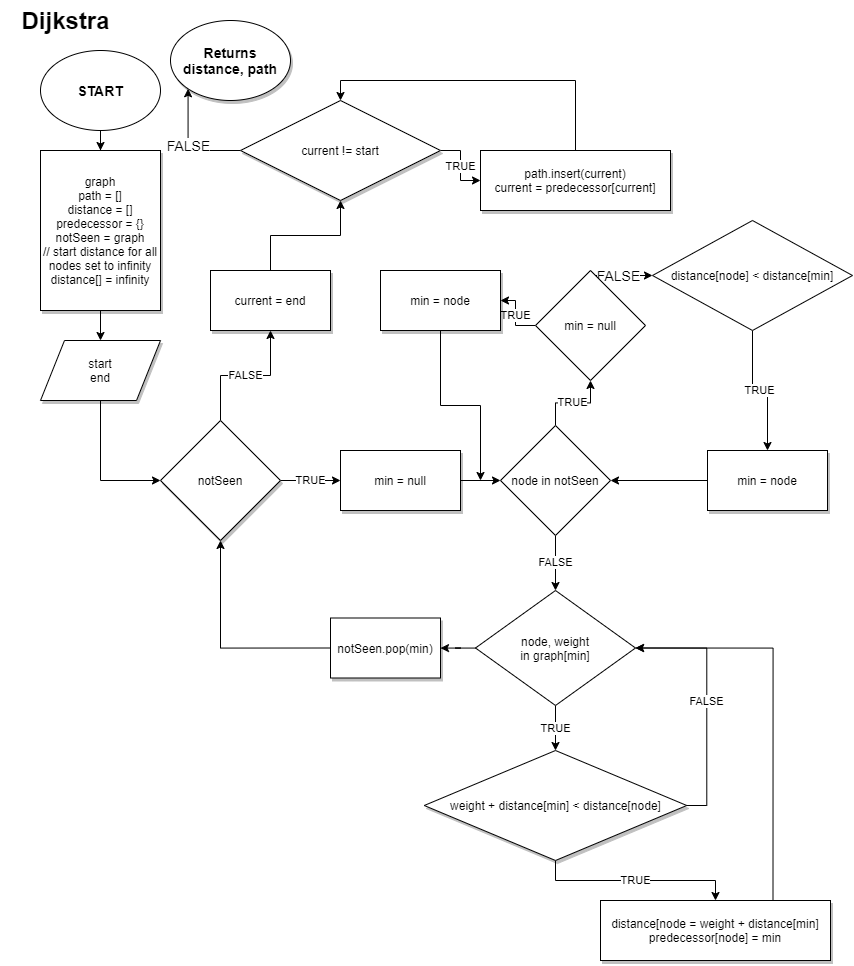 Dijkstra
START
Returns
distance, path
FALSE
current != start
TRUE
path.insert(current)
current = predecessor[current]
graph
path = []
distance = []
predecessor = {}
notSeen = graph
// start distance for all
nodes set to infinity
distance[] = infinity
start
end
current = end
FALSE
min = node
TRUE
min = null
FALSE
distance[node] < distance[min]
TRUE
TRUE
notSeen
TRUE
min = null
node in notSeen
min = node
FALSE
notSeen.pop(min)
node, weight
in graph[min]
FALSE
TRUE
weight + distance[min] < distance[node]
TRUE
distance[node = weight + distance[min]
predecessor[node] = min